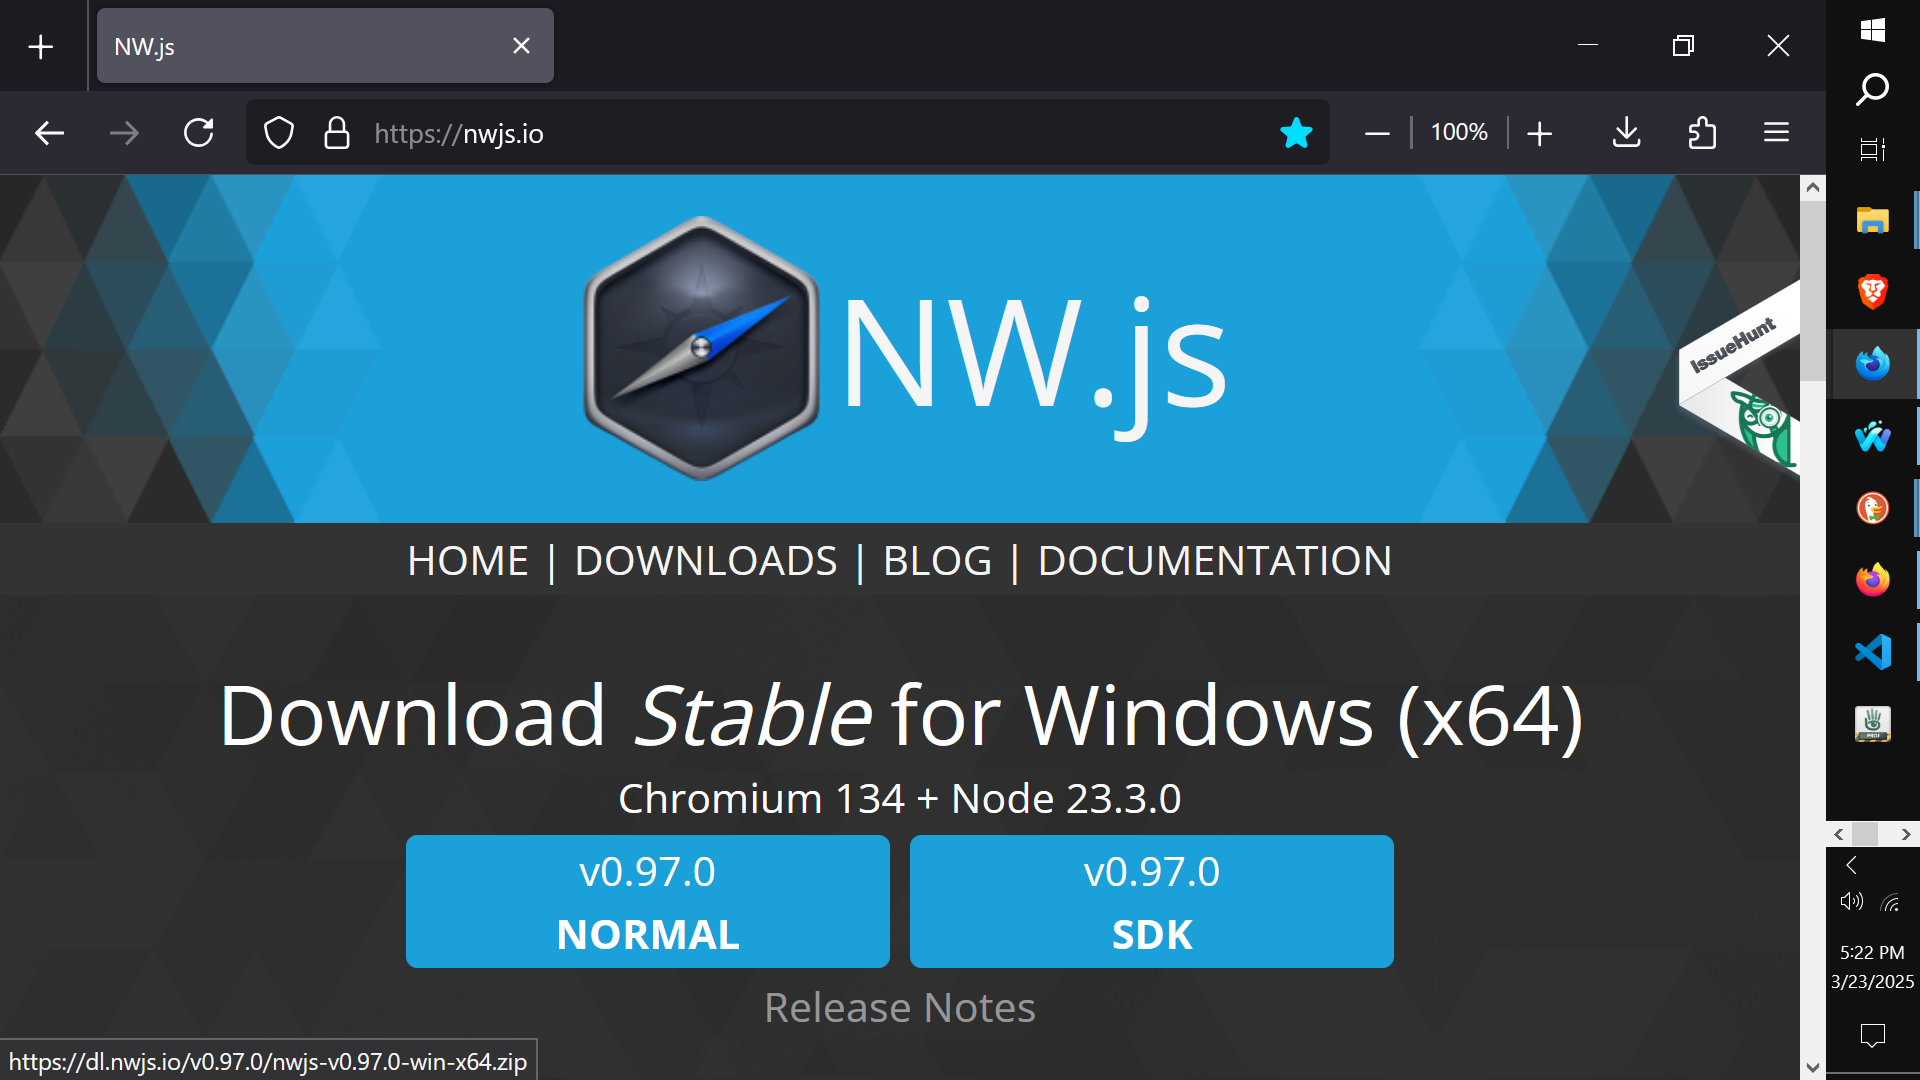 NW.js
https://nwjs.io
100%
NW.js
IssueHunt
HOME | DOWNLOADS | BLOG | DOCUMENTATION
Download Stable for Windows (x64)
Chromium 134 + Node 23.3.0
v0.97.0
NORMAL
v0.97.0
SDK
Release Notes
https://dl.nwjs.io/v0.97.0/nwjs-v0.97.0-win-x64.zip
PROJ
5:22 PM
3/23/2025